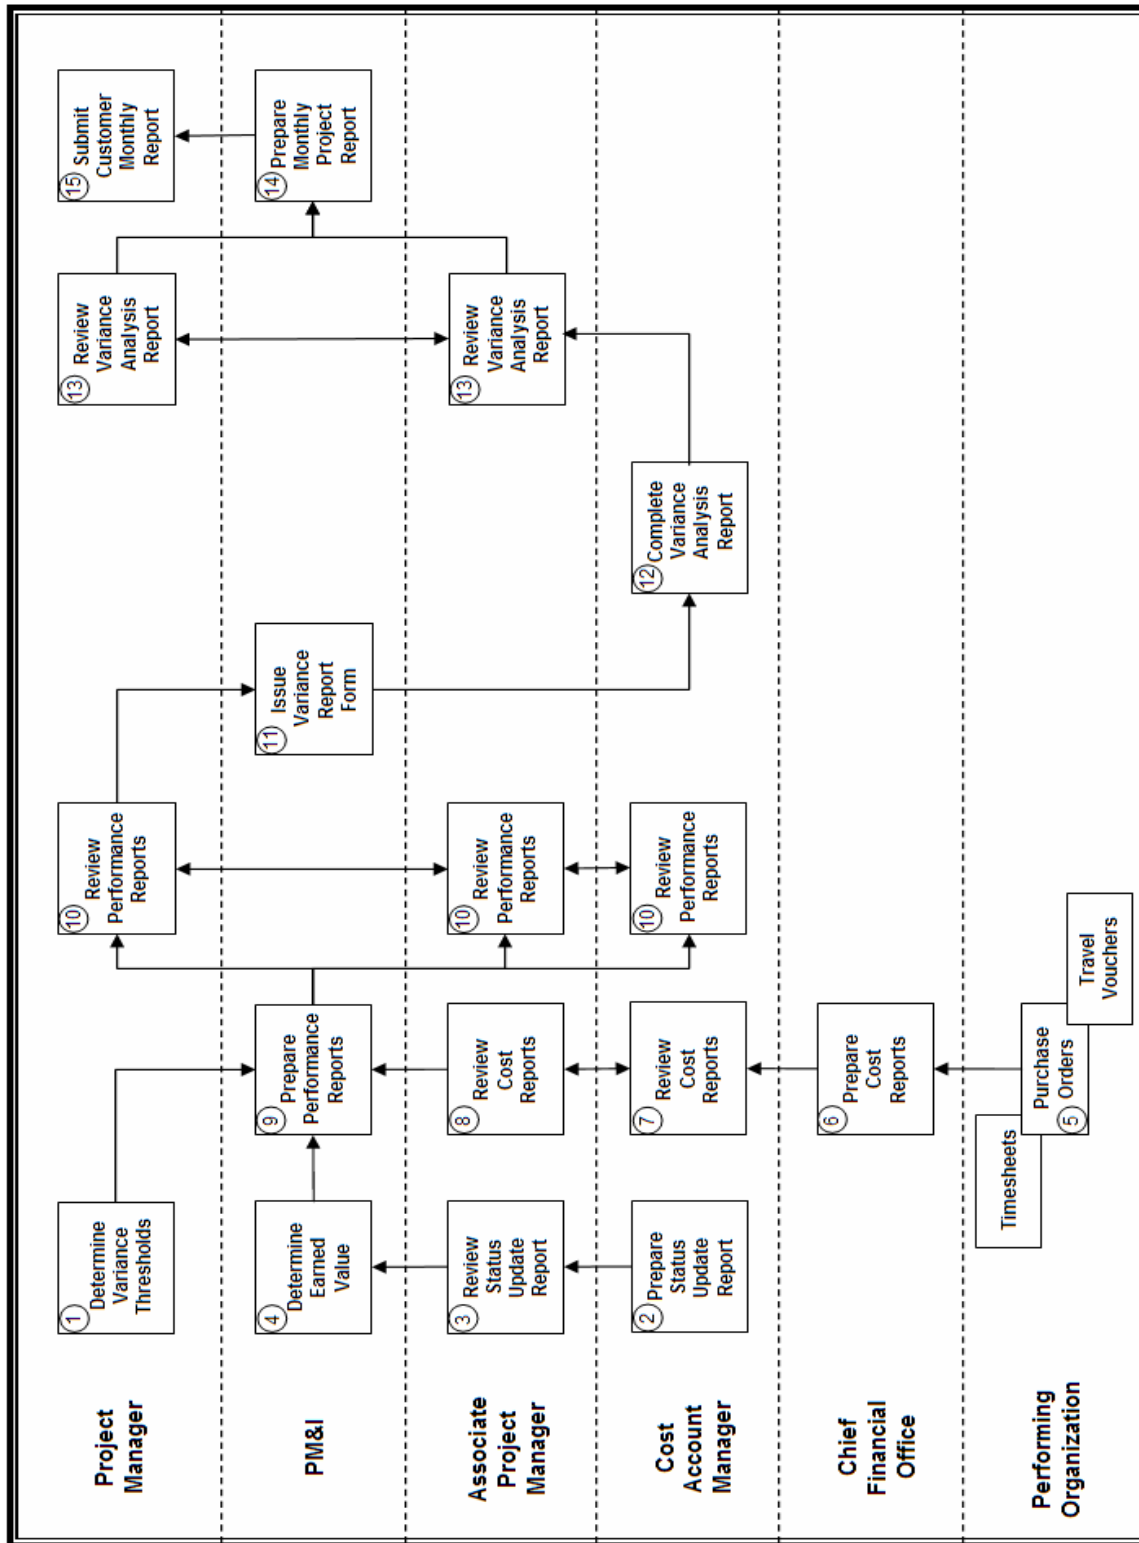 Project
Manager
1
Determine
Variance
Thresholds
10
Review
Performance
Reports
13
Review
Variance
Analysis
Report
15
Submit
Customer
Monthly
Report
PM&I
4
Determine
Earned
Value
9
Prepare
Performance
Reports
11
Issue
Variance
Report
Form
14
Prepare
Monthly
Project
Report
Associate
Project
Manager
3
Review
Status
Update
Report
8
Review
Cost
Reports
10
Review
Performance
Reports
13
Review
Variance
Analysis
Report
Cost
Account
Manager
2
Prepare
Status
Update
Report
7
Review
Cost
Reports
10
Review
Performance
Reports
12
Complete
Variance
Analysis
Report
Chief
Financial
Office
6
Prepare
Cost
Reports
Performing
Organization
Timesheets
5
Purchase
Orders
Travel
Vouchers